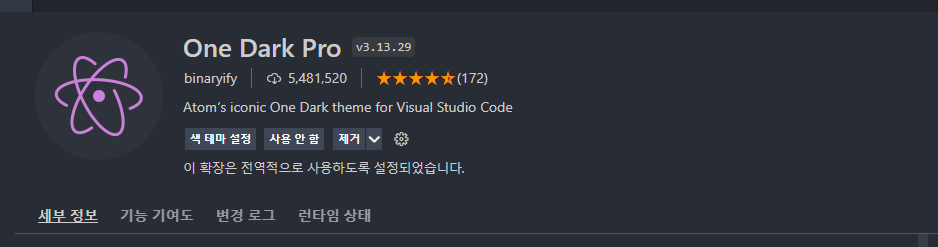 One Dark Pro v3.13.29
binaryify 5,481,520 (172)
Atom's iconic One Dark theme for Visual Studio Code
색 테마 설정 사용 안 함 제거
이 확장은 전역적으로 사용하도록 설정되었습니다.
세부 정보 기능 기여도 변경 로그 런타임 상태